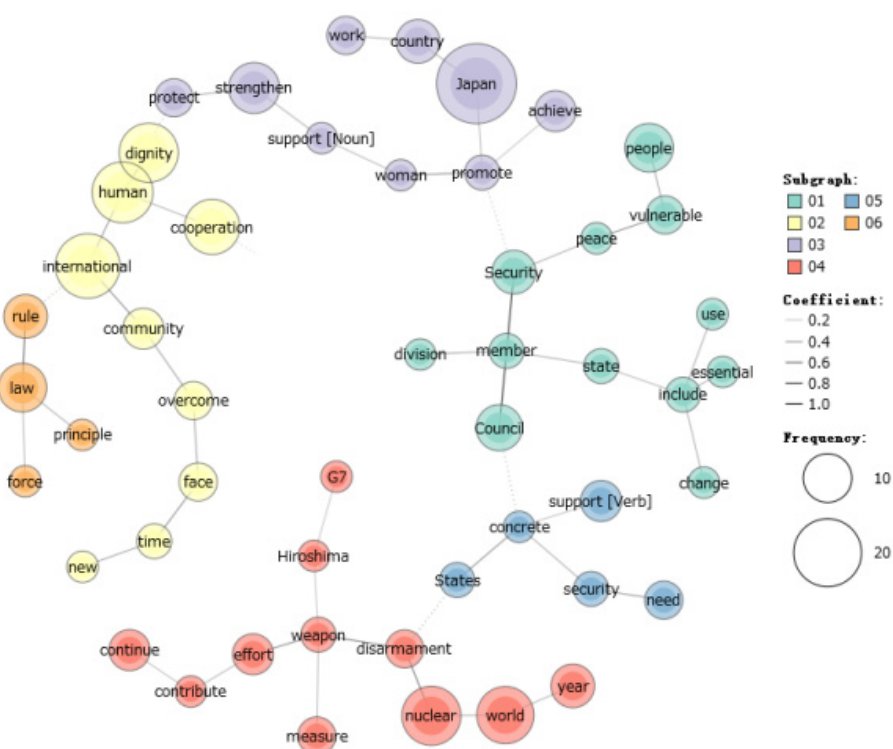 work
country
Japan
strengthen
protect
achieve
support [Noun]
people
dignity
woman
promote
human
vulnerable
cooperation
peace
international
Security
rule
use
community
member
division
state
essential
law
include
overcome
Council
principle
G7
force
face
change
support [Verb]
concrete
time
Hiroshima
new
States
security
need
weapon
continue
effort
disarmament
contribute
year
nuclear
world
measure
Subgraph:
01 05
02 06
03
04
Coefficient:
0.2
0.4
0.6
0.8
1.0
Frequency:
10
20